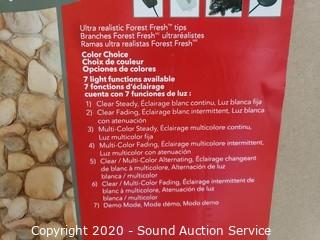 Ultra realistic Forest Fresh™ tips
Branches Forest Fresh™ ultraréalistes
Ramas ultra realistas Forest Fresh™
Color Choice
Choix de couleur
Opciones de colores
7 light functions available
7 fonctions d'éclairage
cuenta con 7 funciones de luz :
1) Clear Steady, Éclairage blanc continu, Luz blanca fija
2) Clear Fading, Éclairage blanc intermittent, Luz blanca
con atenuación
3) Multi-Color Steady, Éclairage multicolore continu,
Luz multicolor fija
4) Multi-Color Fading, Éclairage multicolore intermittent,
Luz multicolor con atenuación
5) Clear / Multi-Color Alternating, Éclairage changeant
de blanc à multicolore, Alternación de luz
blanca / multicolor
6) Clear / Multi-Color Fading, Éclairage intermittent de
blanc à multicolore, Atenuación de luz
blanca / multicolor
7) Demo Mode, Mode démo, Modo demo
Copyright 2020 - Sound Auction Service